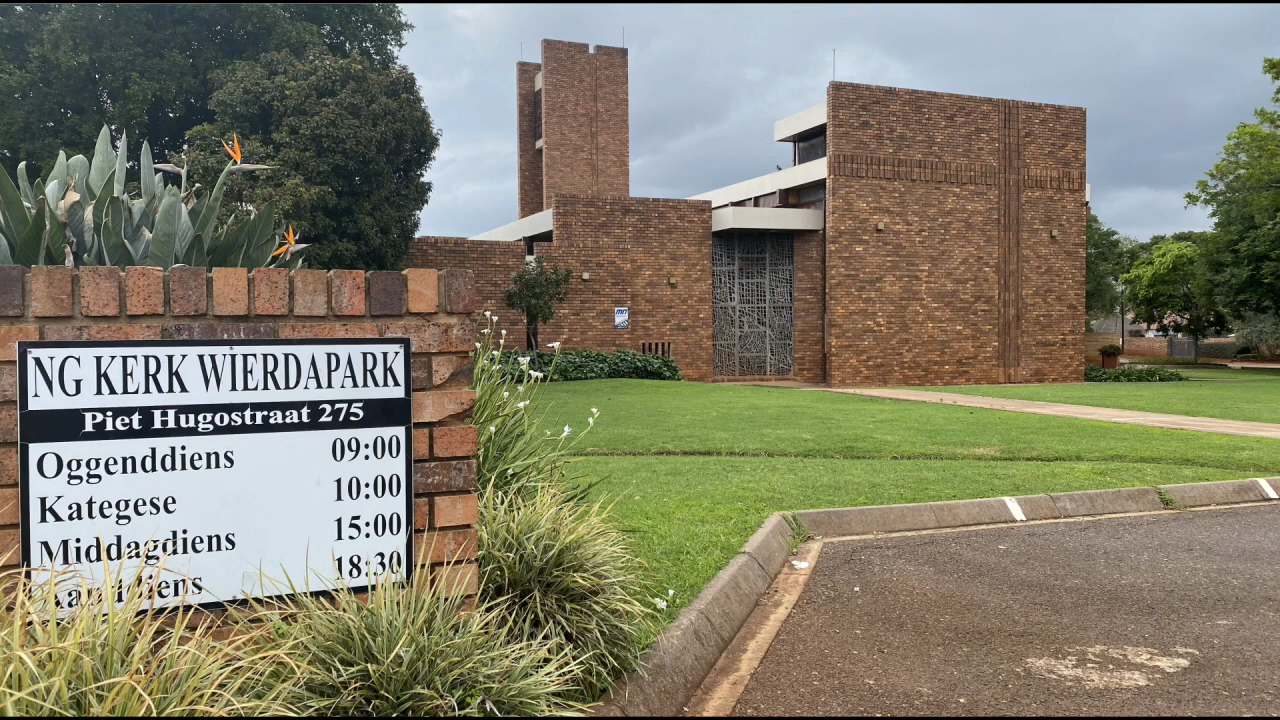 NG KERK WIERDAPARK
Piet Hugostraat 275
Oggenddiens 09:00
Kategese 10:00
Middagdiens 15:00
18:30